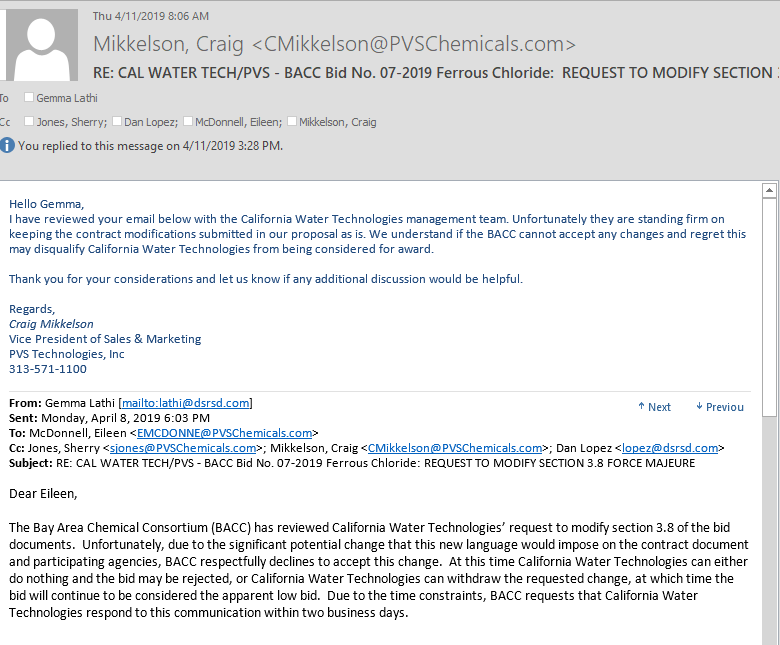 Thu 4/11/2019 8:06 AM
Mikkelson, Craig <CMikkelson@PVSChemicals.com>
RE: CAL WATER TECH/PVS - BACC Bid No. 07-2019 Ferrous Chloride:  REQUEST TO MODIFY SECTION 3
To Gemma Lathi
Cc Jones, Sherry; Dan Lopez; McDonnell, Eileen; Mikkelson, Craig
You replied to this message on 4/11/2019 3:28 PM.
Hello Gemma,
I have reviewed your email below with the California Water Technologies management team. Unfortunately they are standing firm on
keeping the contract modifications submitted in our proposal as is. We understand if the BACC cannot accept any changes and regret this
may disqualify California Water Technologies from being considered for award.
Thank you for your considerations and let us know if any additional discussion would be helpful.
Regards,
Craig Mikkelson
Vice President of Sales & Marketing
PVS Technologies, Inc
313-571-1100
From: Gemma Lathi [mailto:lathi@dsrsd.com]
Next Previou
Sent: Monday, April 8, 2019 6:03 PM
To: McDonnell, Eileen <EMCDONNE@PVSChemicals.com>
Cc: Jones, Sherry <sjones@PVSChemicals.com>; Mikkelson, Craig <CMikkelson@PVSChemicals.com>; Dan Lopez <lopez@dsrsd.com>
Subject: RE: CAL WATER TECH/PVS - BACC Bid No. 07-2019 Ferrous Chloride: REQUEST TO MODIFY SECTION 3.8 FORCE MAJEURE
Dear Eileen,
The Bay Area Chemical Consortium (BACC) has reviewed California Water Technologies' request to modify section 3.8 of the bid
documents.  Unfortunately, due to the significant potential change that this new language would impose on the contract document
and participating agencies, BACC respectfully declines to accept this change.  At this time California Water Technologies can either
do nothing and the bid may be rejected, or California Water Technologies can withdraw the requested change, at which time the
bid will continue to be considered the apparent low bid.  Due to the time constraints, BACC requests that California Water
Technologies respond to this communication within two business days.